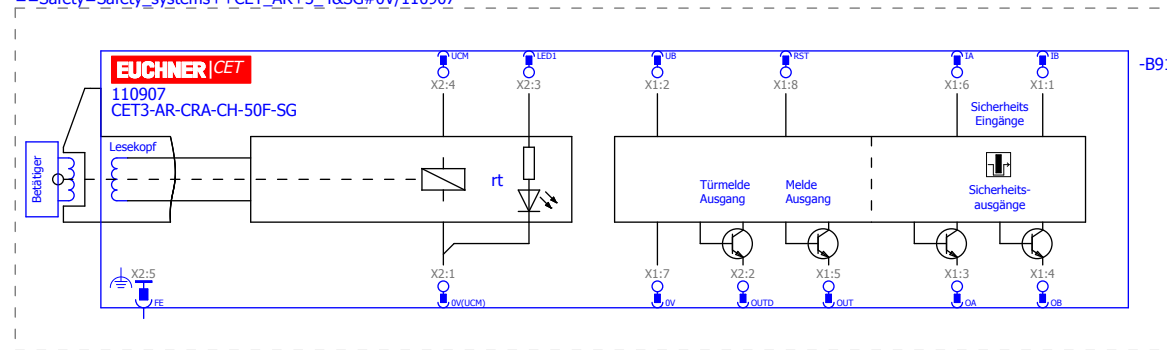 UCM
LED1
UB
RST
IA
IB
-B91
EUCHNER CET
X2:4
X2:3
X1:2
X1:8
X1:6
X1:1
110907
CET3-AR-CRA-CH-50F-SG
Sicherheits
Eingänge
Lesekopf
Betätiger
rt
Türmelde
Ausgang
Melde
Ausgang
Sicherheits-
ausgänge
X2:5
X2:1
X1:7
X2:2
X1:5
X1:3
X1:4
FE
0V(UCM)
0V
OUTD
OUT
OA
OB